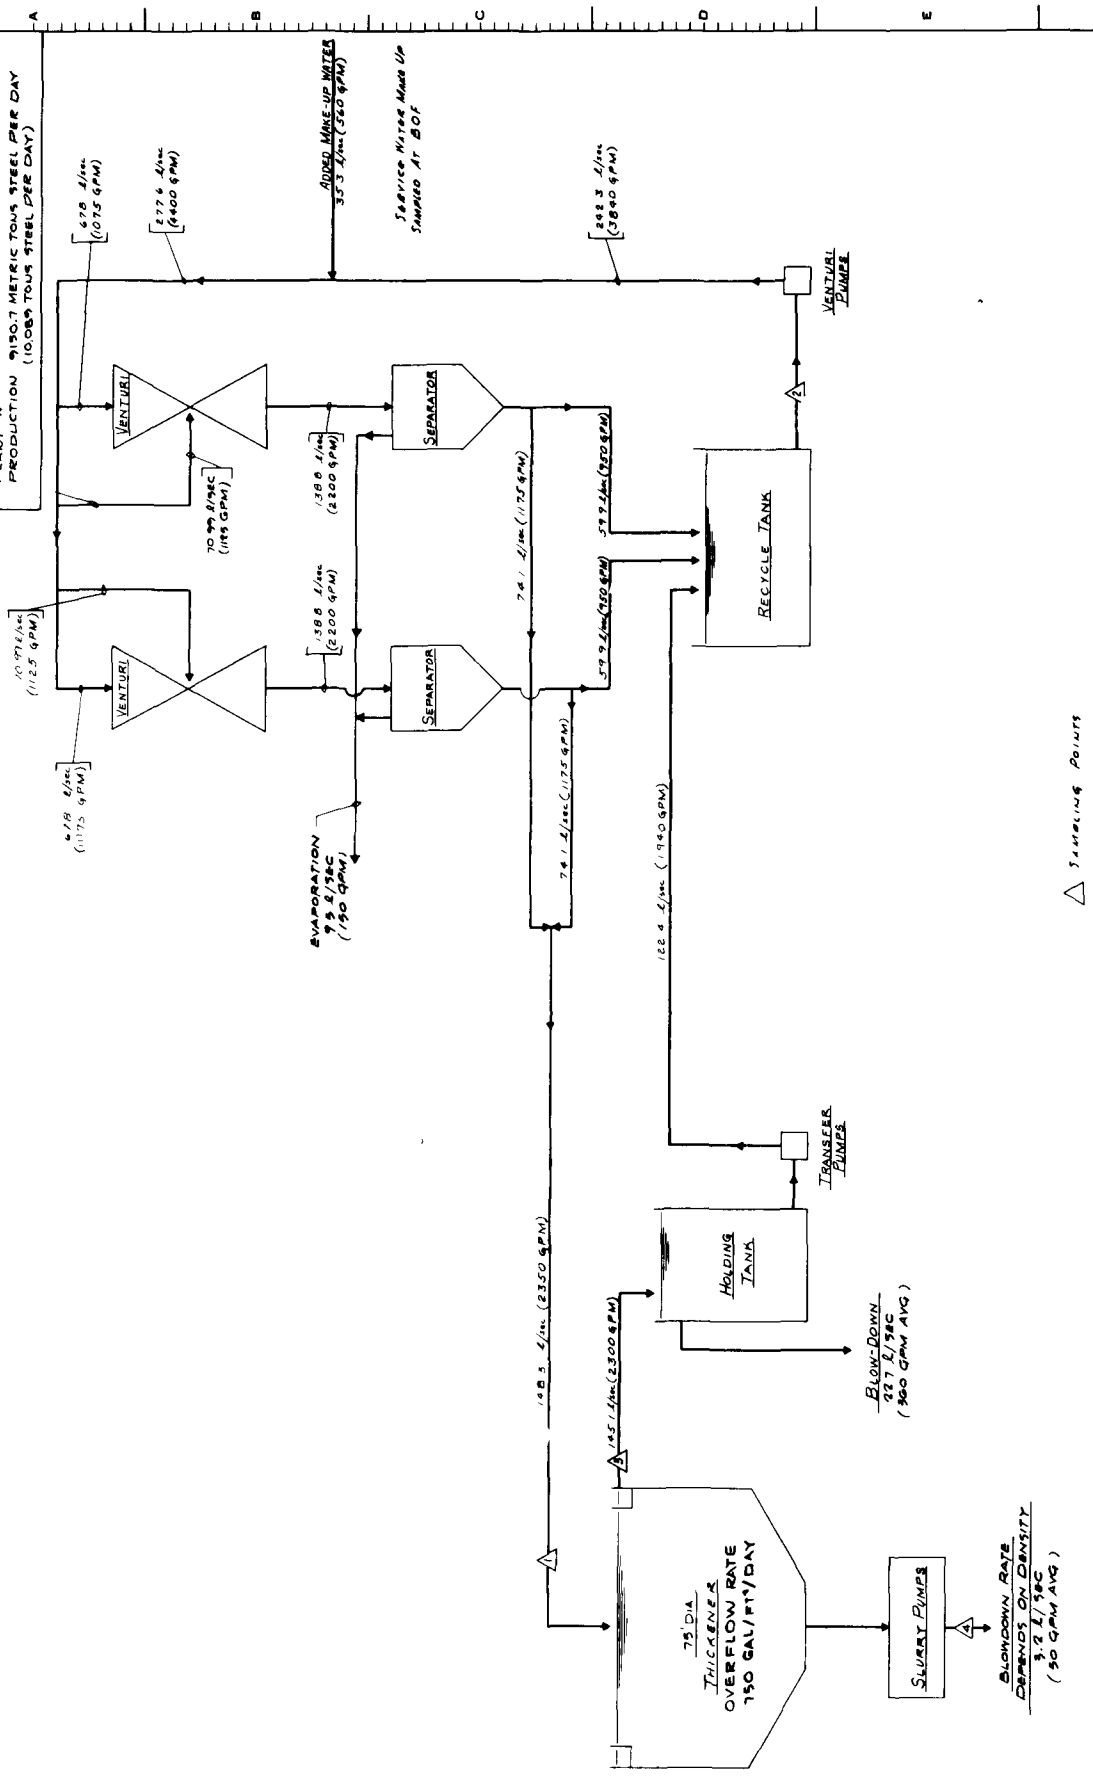 PRODUCTION 9150.7 METRIC TONS STEEL PER DAY
(10,089 TONS STEEL PER DAY)
A
B
C
D
E
67.8 l/sec
(1075 GPM)
277.6 l/sec
(4400 GPM)
ADDED MAKE-UP WATER
35.3 l/sec (560 GPM)
SERVICE WATER MAKE UP
SAMPLED AT BOF
242.3 l/sec
(3840 GPM)
VENTURI
PUMPS
2
VENTURI
70.99 l/SEC
(1125 GPM)
138.8 l/sec
(2200 GPM)
SEPARATOR
74.1 l/sec (1175 GPM)
59.9 l/sec (950 GPM)
RECYCLE TANK
(1125 GPM)
67.8 l/sec
(1075 GPM)
VENTURI
138.8 l/sec
(2200 GPM)
SEPARATOR
59.9 l/sec (950 GPM)
74.1 l/sec (1175 GPM)
EVAPORATION
9.5 l/SEC
(150 GPM)
122.4 l/sec (1940 GPM)
TRANSFER
PUMPS
148.3 l/sec (2350 GPM)
145.1 l/sec (2300 GPM)
HOLDING
TANK
BLOW-DOWN
22.7 l/SEC
(360 GPM AVG)
1
3
75' DIA
THICKENER
OVERFLOW RATE
750 GAL/FT²/DAY
SLURRY PUMPS
4
BLOWDOWN RATE
DEPENDS ON DENSITY
3.2 l/SEC
(50 GPM AVG)
SAMPLING POINTS